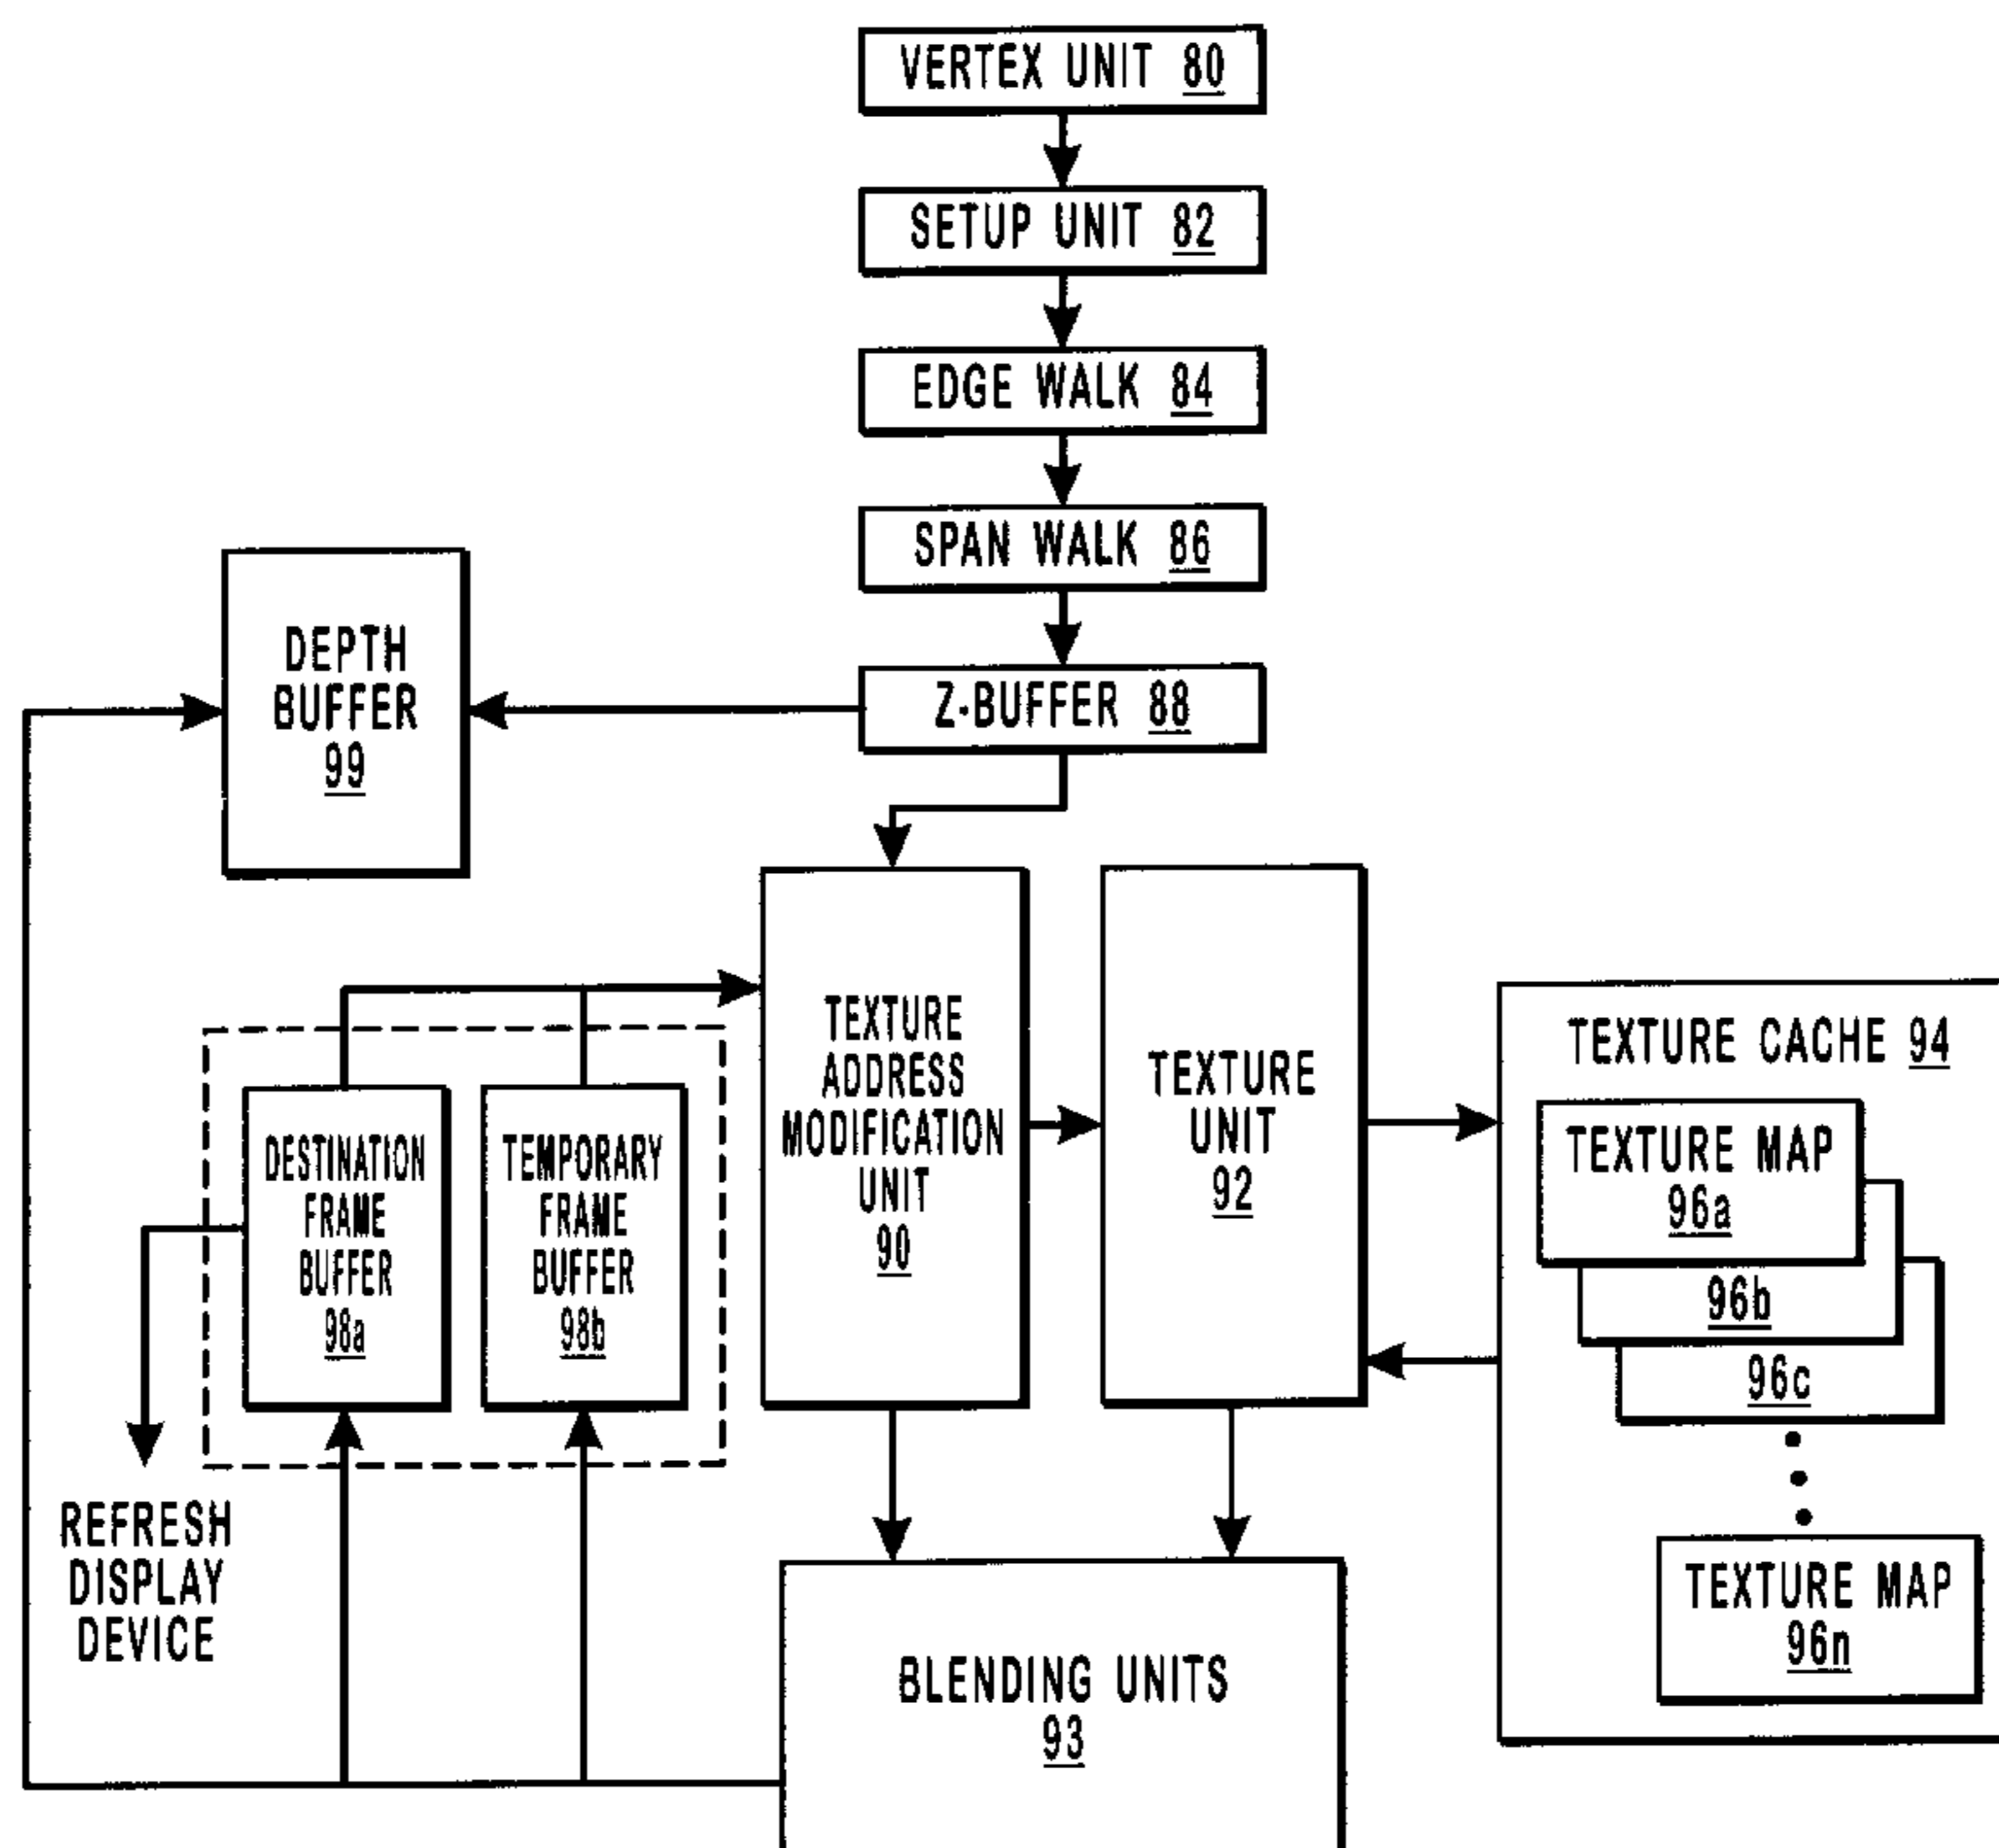 VERTEX UNIT 80
SETUP UNIT 82
EDGE WALK 84
SPAN WALK 86
Z-BUFFER 88
DEPTH
BUFFER
99
TEXTURE
ADDRESS
MODIFICATION
UNIT
90
TEXTURE
UNIT
92
TEXTURE CACHE 94
TEXTURE MAP
96a
96b
96c
TEXTURE MAP
96n
DESTINATION
FRAME
BUFFER
98a
TEMPORARY
FRAME
BUFFER
98b
REFRESH
DISPLAY
DEVICE
BLENDING UNITS
93